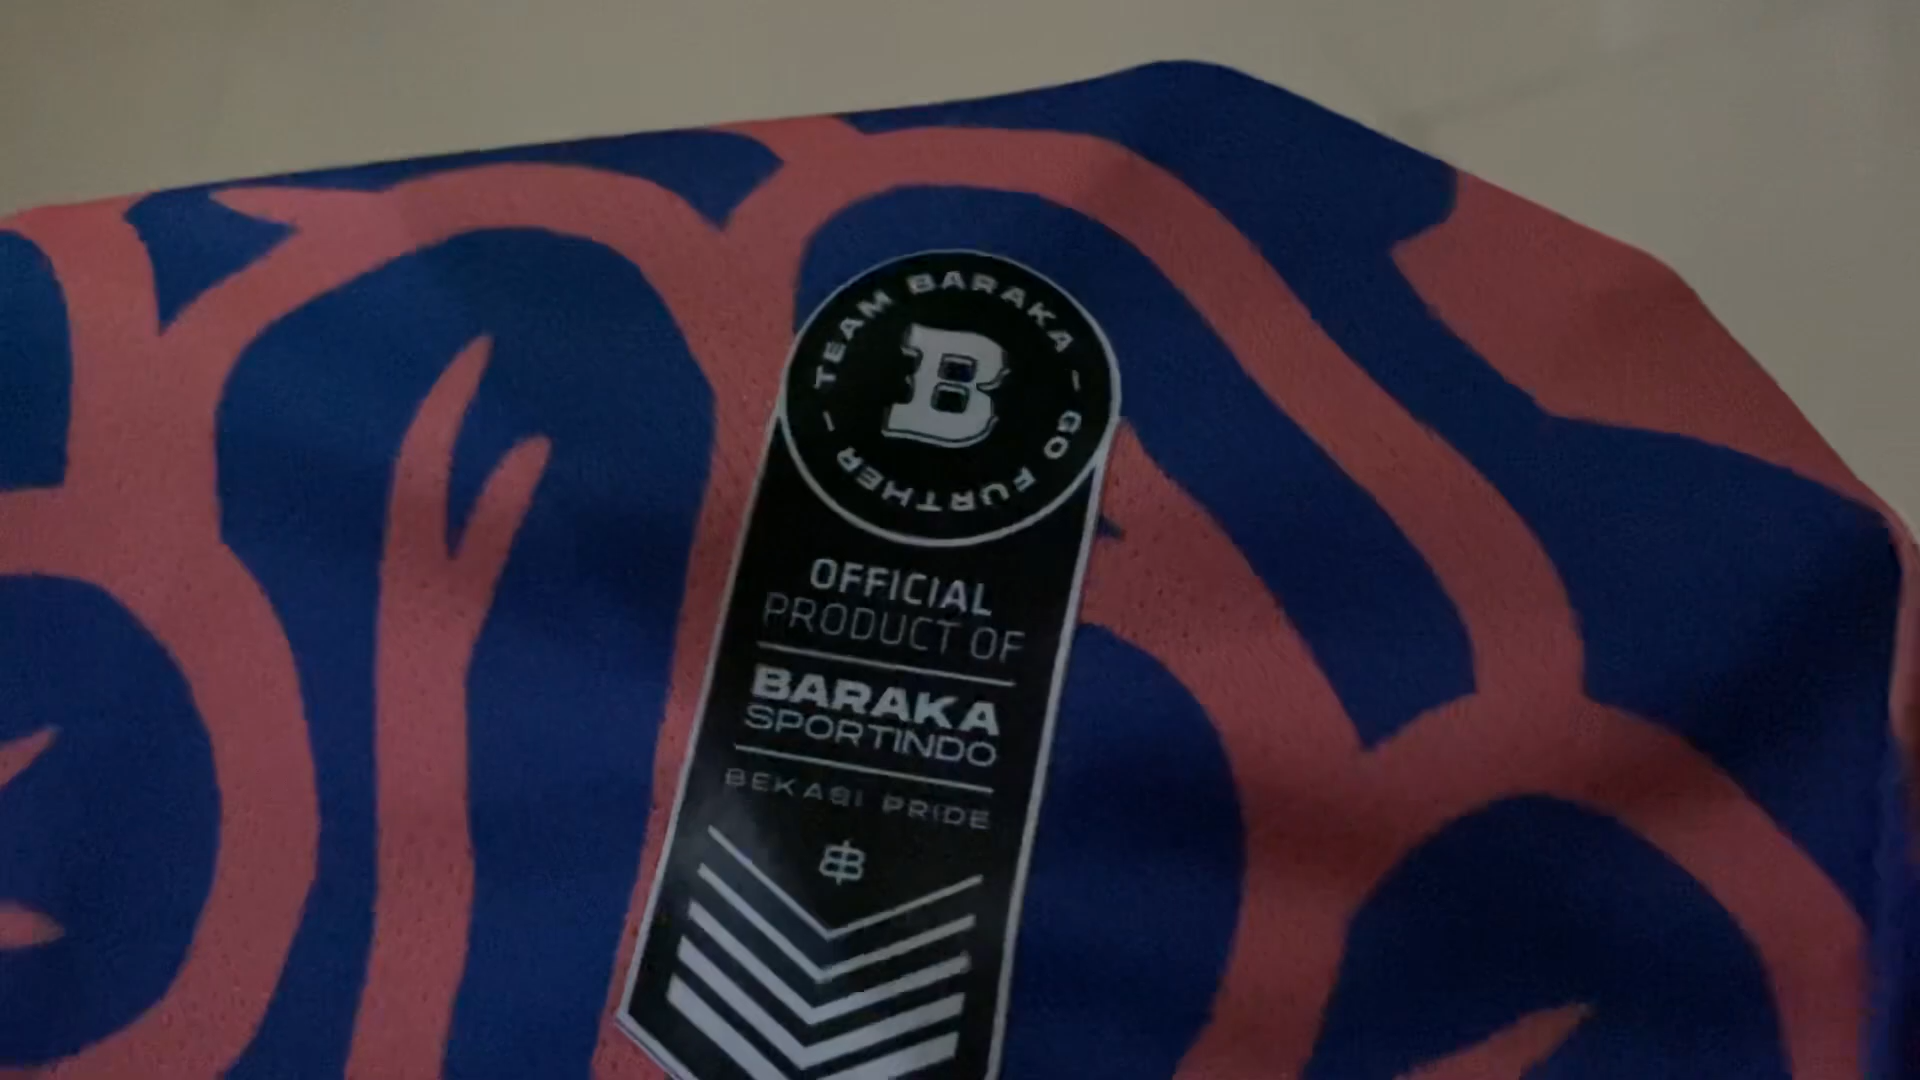 TEAM BARAKA – GO FURTHER –
B
OFFICIAL
PRODUCT OF
BARAKA
SPORTINDO
BEKASI PRIDE